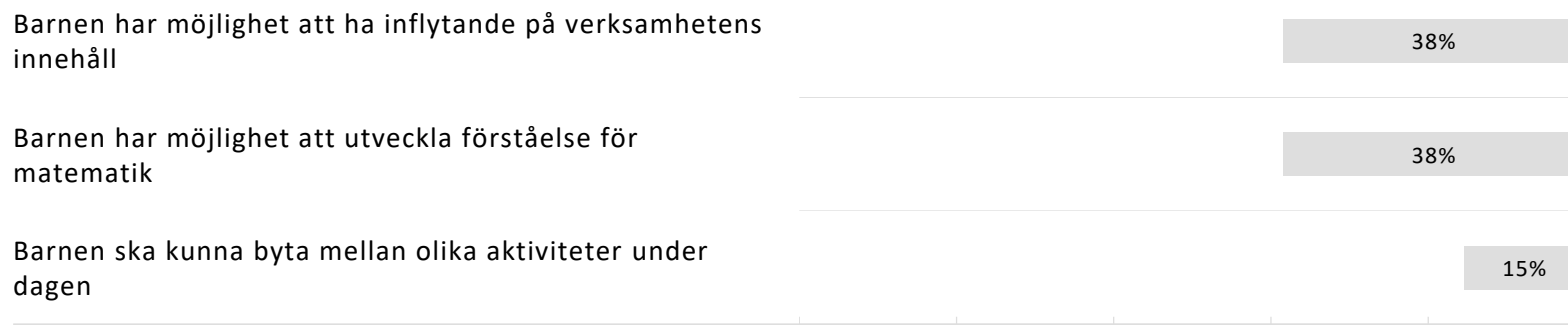 Barnen har möjlighet att ha inflytande på verksamhetens
innehåll
38%
Barnen har möjlighet att utveckla förståelse för
matematik
38%
Barnen ska kunna byta mellan olika aktiviteter under
dagen
15%